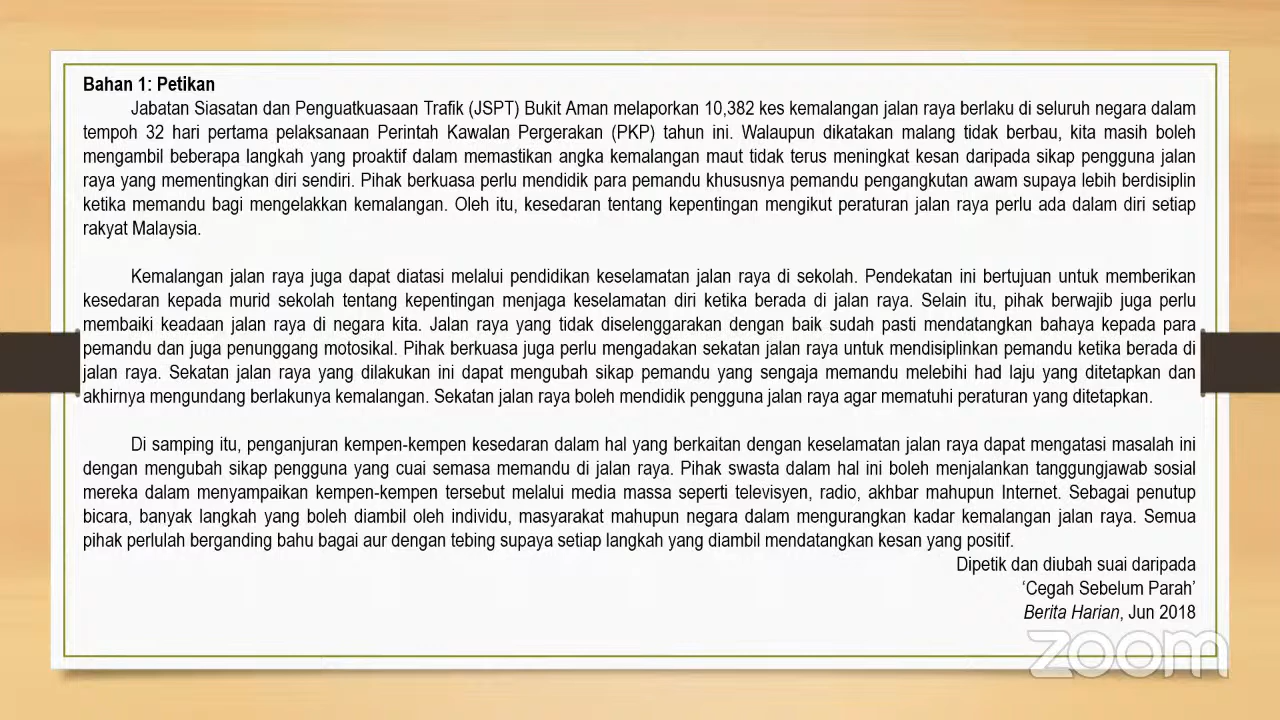 Bahan 1: Petikan
Jabatan Siasatan dan Penguatkuasaan Trafik (JSPT) Bukit Aman melaporkan 10,382 kes kemalangan jalan raya berlaku di seluruh negara dalam
tempoh 32 hari pertama pelaksanaan Perintah Kawalan Pergerakan (PKP) tahun ini. Walaupun dikatakan malang tidak berbau, kita masih boleh
mengambil beberapa langkah yang proaktif dalam memastikan angka kemalangan maut tidak terus meningkat kesan daripada sikap pengguna jalan
raya yang mementingkan diri sendiri. Pihak berkuasa perlu mendidik para pemandu khususnya pemandu pengangkutan awam supaya lebih berdisiplin
ketika memandu bagi mengelakkan kemalangan. Oleh itu, kesedaran tentang kepentingan mengikut peraturan jalan raya perlu ada dalam diri setiap
rakyat Malaysia.
Kemalangan jalan raya juga dapat diatasi melalui pendidikan keselamatan jalan raya di sekolah. Pendekatan ini bertujuan untuk memberikan
kesedaran kepada murid sekolah tentang kepentingan menjaga keselamatan diri ketika berada di jalan raya. Selain itu, pihak berwajib juga perlu
membaiki keadaan jalan raya di negara kita. Jalan raya yang tidak diselenggarakan dengan baik sudah pasti mendatangkan bahaya kepada para
pemandu dan juga penunggang motosikal. Pihak berkuasa juga perlu mengadakan sekatan jalan raya untuk mendisiplinkan pemandu ketika berada di
jalan raya. Sekatan jalan raya yang dilakukan ini dapat mengubah sikap pemandu yang sengaja memandu melebihi had laju yang ditetapkan dan
akhirnya mengundang berlakunya kemalangan. Sekatan jalan raya boleh mendidik pengguna jalan raya agar mematuhi peraturan yang ditetapkan.
Di samping itu, penganjuran kempen-kempen kesedaran dalam hal yang berkaitan dengan keselamatan jalan raya dapat mengatasi masalah ini
dengan mengubah sikap pengguna yang cuai semasa memandu di jalan raya. Pihak swasta dalam hal ini boleh menjalankan tanggungjawab sosial
mereka dalam menyampaikan kempen-kempen tersebut melalui media massa seperti televisyen, radio, akhbar mahupun Internet. Sebagai penutup
bicara, banyak langkah yang boleh diambil oleh individu, masyarakat mahupun negara dalam mengurangkan kadar kemalangan jalan raya. Semua
pihak perlulah berganding bahu bagai aur dengan tebing supaya setiap langkah yang diambil mendatangkan kesan yang positif.
Dipetik dan diubah suai daripada
‘Cegah Sebelum Parah’
Berita Harian, Jun 2018
zoom